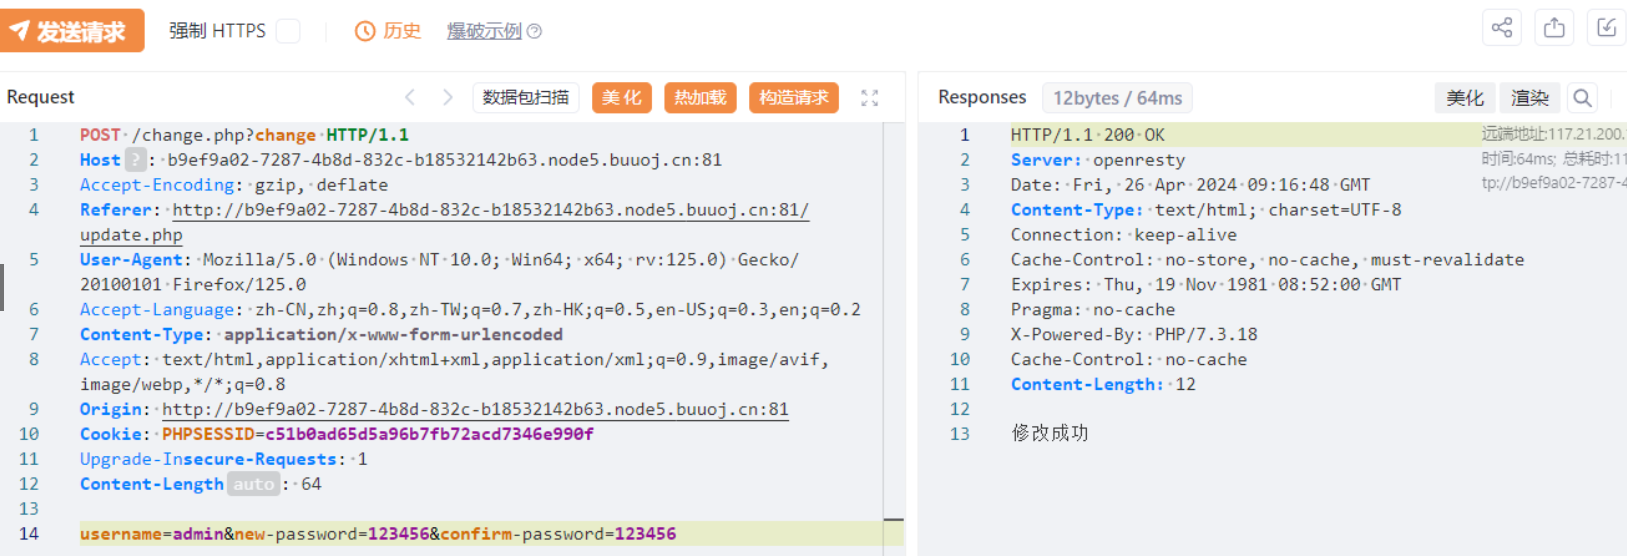 发送请求 强制 HTTPS 历史 爆破示例
Request 数据包扫描 美化 热加载 构造请求
1 POST /change.php?change HTTP/1.1
2 Host ? : b9ef9a02-7287-4b8d-832c-b18532142b63.node5.buuoj.cn:81
3 Accept-Encoding: gzip, deflate
4 Referer: http://b9ef9a02-7287-4b8d-832c-b18532142b63.node5.buuoj.cn:81/
update.php
5 User-Agent: Mozilla/5.0 (Windows NT 10.0; Win64; x64; rv:125.0) Gecko/
20100101 Firefox/125.0
6 Accept-Language: zh-CN,zh;q=0.8,zh-TW;q=0.7,zh-HK;q=0.5,en-US;q=0.3,en;q=0.2
7 Content-Type: application/x-www-form-urlencoded
8 Accept: text/html,application/xhtml+xml,application/xml;q=0.9,image/avif,
image/webp,*/*;q=0.8
9 Origin: http://b9ef9a02-7287-4b8d-832c-b18532142b63.node5.buuoj.cn:81
10 Cookie: PHPSESSID=c51b0ad65d5a96b7fb72acd7346e990f
11 Upgrade-Insecure-Requests: 1
12 Content-Length auto : 64
13
14 username=admin&new-password=123456&confirm-password=123456
Responses 12bytes / 64ms 美化 渲染
1 HTTP/1.1 200 OK
远端地址:117.21.200.
2 Server: openresty
时间:64ms; 总耗时:11
3 Date: Fri, 26 Apr 2024 09:16:48 GMT
tp://b9ef9a02-7287-4
4 Content-Type: text/html; charset=UTF-8
5 Connection: keep-alive
6 Cache-Control: no-store, no-cache, must-revalidate
7 Expires: Thu, 19 Nov 1981 08:52:00 GMT
8 Pragma: no-cache
9 X-Powered-By: PHP/7.3.18
10 Cache-Control: no-cache
11 Content-Length: 12
12
13 修改成功